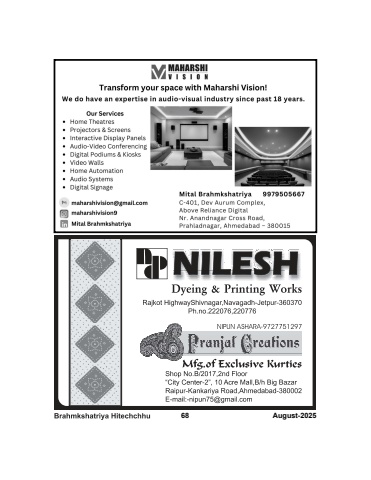 MAHARSHI
VISION
Transform your space with Maharshi Vision!
We do have an expertise in audio-visual industry since past 18 years.
Our Services
• Home Theatres
• Projectors & Screens
• Interactive Display Panels
• Audio-Video Conferencing
• Digital Podiums & Kiosks
• Video Walls
• Home Automation
• Audio Systems
• Digital Signage
maharshivision@gmail.com
maharshivision9
Mital Brahmkshatriya
Mital Brahmkshatriya 9979505667
C-401, Dev Aurum Complex,
Above Reliance Digital
Nr. Anandnagar Cross Road,
Prahladnagar, Ahmedabad - 380015
NILESH
Dyeing & Printing Works
Rajkot HighwayShivnagar,Navagadh-Jetpur-360370
Ph.no.222076,220776
NIPUN ASHARA-9727751297
Pranjal Creations
Mfg.of Exclusive Kurties
Shop No.B/2017,2nd Floor
"City Center-2", 10 Acre Mall,B/h Big Bazar
Raipur-Kankariya Road,Ahmedabad-380002
E-mail:-nipun75@gmail.com
Brahmkshatriya Hitechchhu 68 August-2025